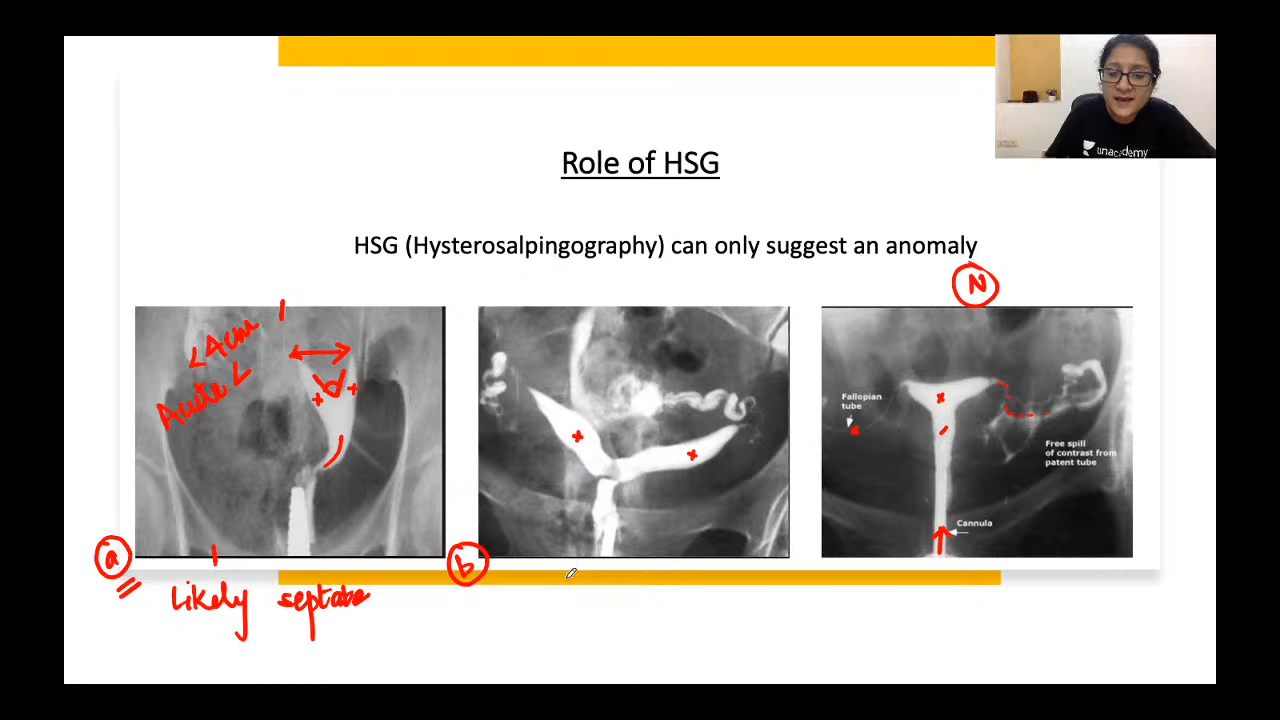 unacademy
Role of HSG
HSG (Hysterosalpingography) can only suggest an anomaly
N
<4cm
Acute <
Fallopian
tube
Free spill
of contrast from
patent tube
Cannula
a
b
Likely septate